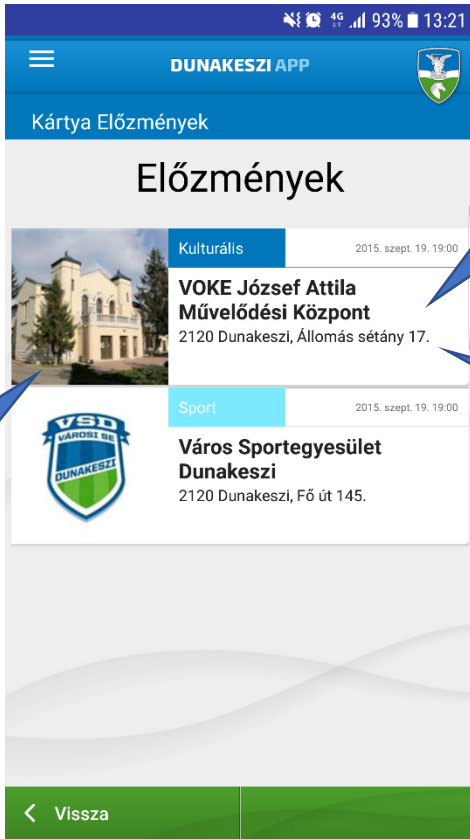 4G 93% 13:21
DUNAKESZI APP
Kártya Előzmények
Előzmények
Kulturális 2015. szept. 19. 19:00
VOKE József Attila
Művelődési Központ
2120 Dunakeszi, Állomás sétány 17.
Sport 2015. szept. 19. 19:00
VSD
VÁROSI SE
DUNAKESZI
Város Sportegyesület
Dunakeszi
2120 Dunakeszi, Fő út 145.
Vissza